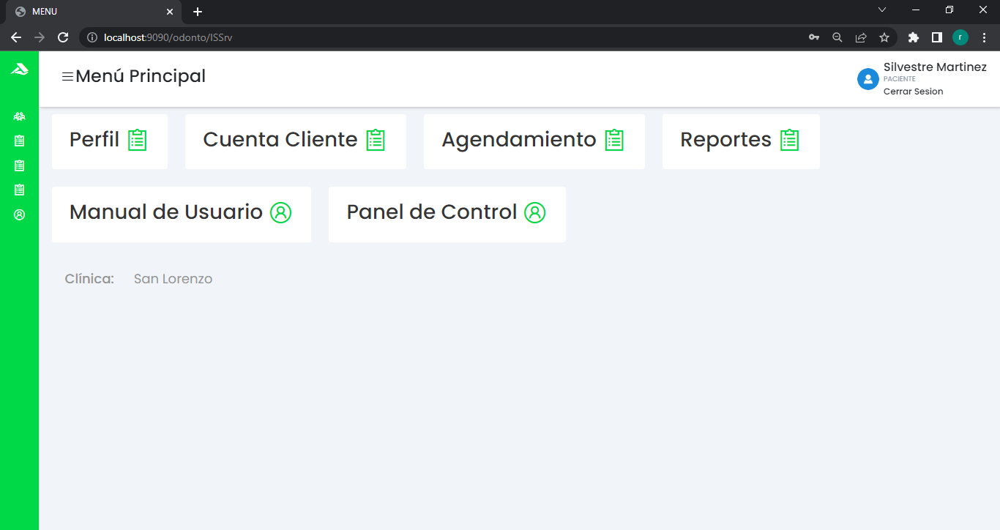 MENU
localhost:9090/odonto/ISSrv
r
Menú Principal
Silvestre Martinez
PACIENTE
Cerrar Sesion
Perfil
Cuenta Cliente
Agendamiento
Reportes
Manual de Usuario
Panel de Control
Clínica: San Lorenzo